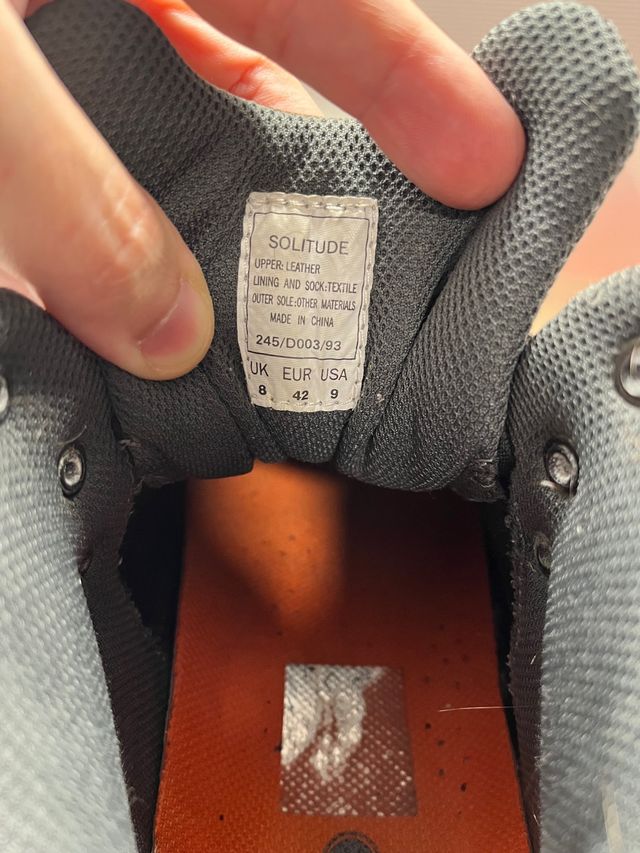 SOLITUDE
UPPER: LEATHER
LINING AND SOCK:TEXTILE
OUTER SOLE:OTHER MATERIALS
MADE IN CHINA
245/D003/93
UK EUR USA
8 42 9